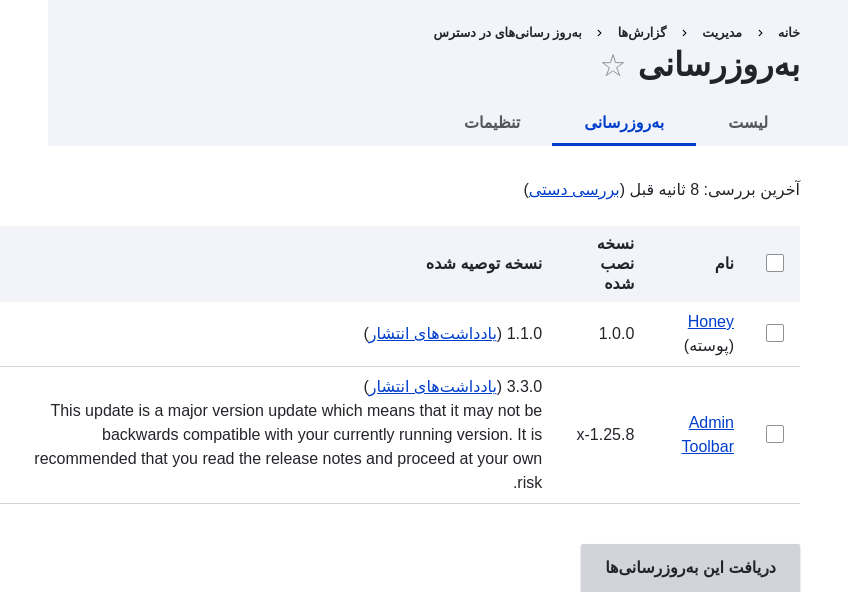 خانه › مدیریت › گزارش‌ها › به‌روز رسانی‌های در دسترس
به‌روزرسانی ☆
لیست
به‌روزرسانی
تنظیمات
آخرین بررسی: 8 ثانیه قبل (بررسی دستی)
نام
نسخه
نصب
شده
نسخه توصیه شده
Honey
(پوسته)
1.0.0
1.1.0 (یادداشت‌های انتشار)
Admin
Toolbar
x-1.25.8
3.3.0 (یادداشت‌های انتشار)
This update is a major version update which means that it may not be
backwards compatible with your currently running version. It is
recommended that you read the release notes and proceed at your own
.risk
دریافت این به‌روزرسانی‌ها